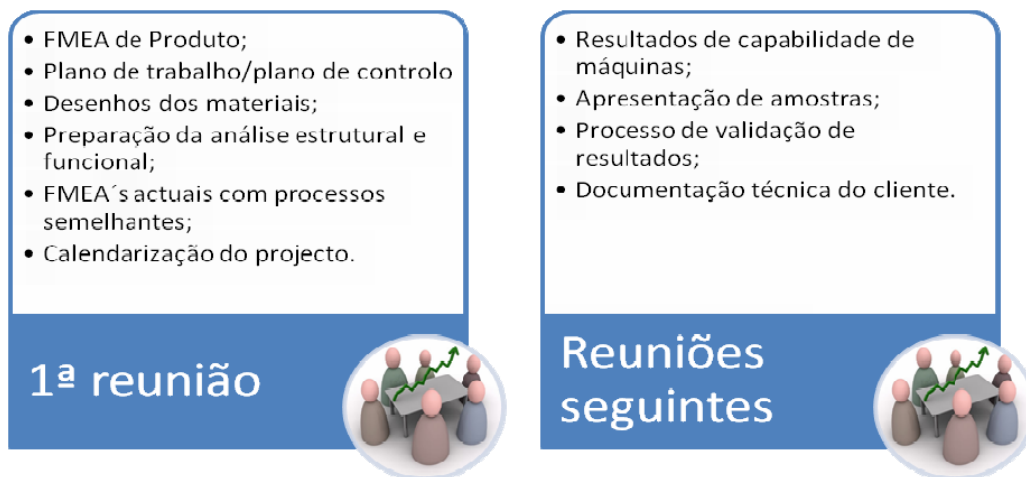 • FMEA de Produto;
• Plano de trabalho/plano de controlo
• Desenhos dos materiais;
• Preparação da análise estrutural e
funcional;
• FMEA´s actuais com processos
semelhantes;
• Calendarização do projecto.
1ª reunião
• Resultados de capabilidade de
máquinas;
• Apresentação de amostras;
• Processo de validação de
resultados;
• Documentação técnica do cliente.
Reuniões
seguintes